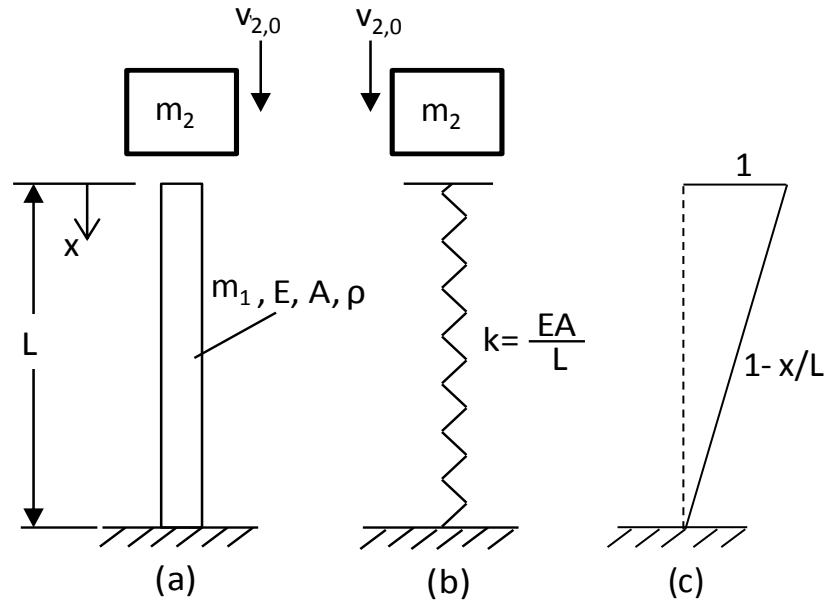 v2,0
v2,0
m2
m2
1
x
m1, E, A, ρ
L
k= EA
L
1- x/L
(a)
(b)
(c)